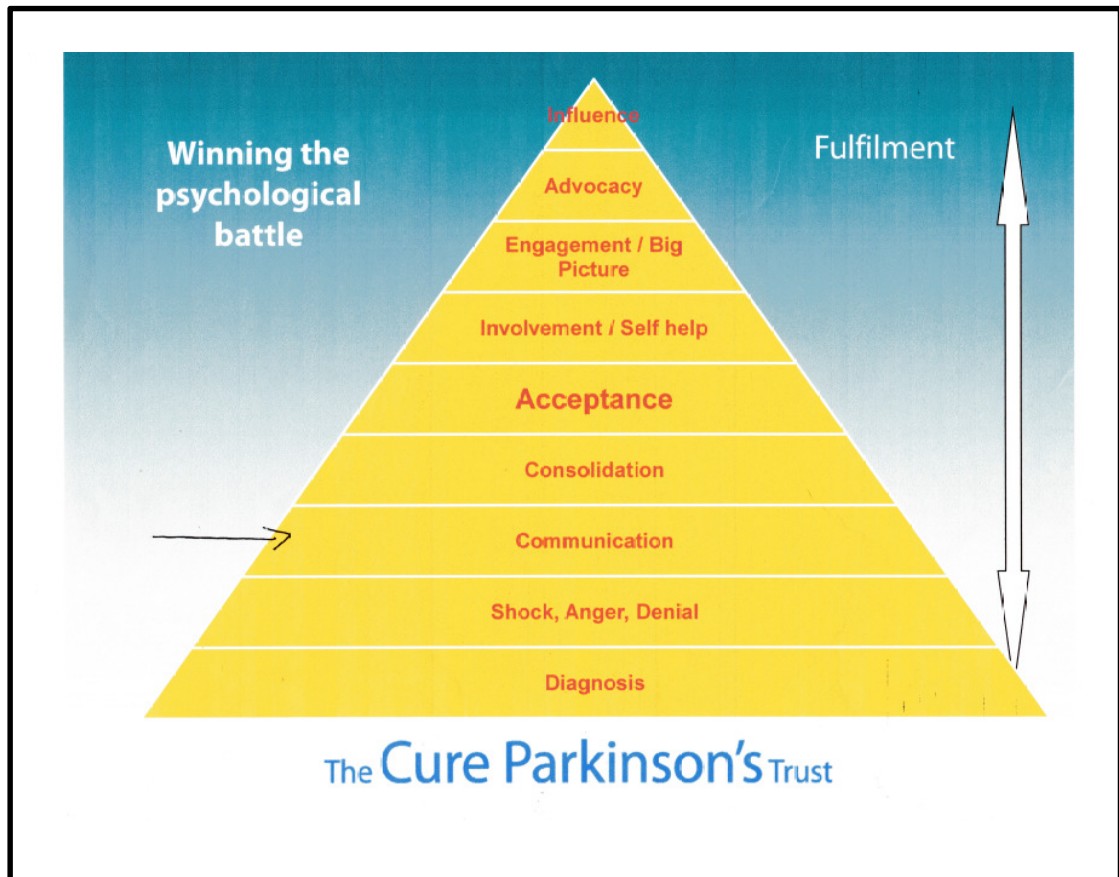 Winning the
psychological
battle
Fulfilment
Influence
Advocacy
Engagement / Big
Picture
Involvement / Self help
Acceptance
Consolidation
Communication
Shock, Anger, Denial
Diagnosis
The Cure Parkinson's Trust